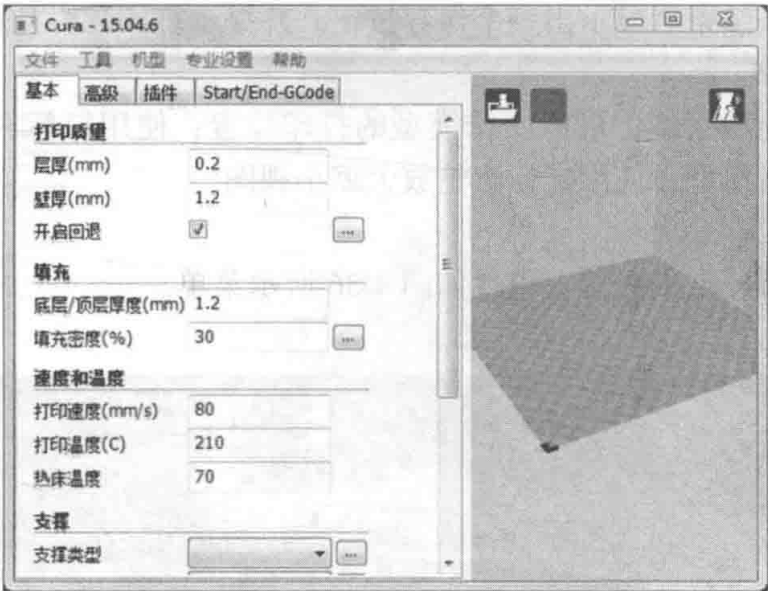 Cura - 15.04.6
文件 工具 机型 专业设置 帮助
基本 高级 插件 Start/End-GCode
打印质量
层厚(mm) 0.2
壁厚(mm) 1.2
开启回退 ...
填充
底层/顶层厚度(mm) 1.2
填充密度(%) 30 ...
速度和温度
打印速度(mm/s) 80
打印温度(C) 210
热床温度 70
支撑
支撑类型 ...